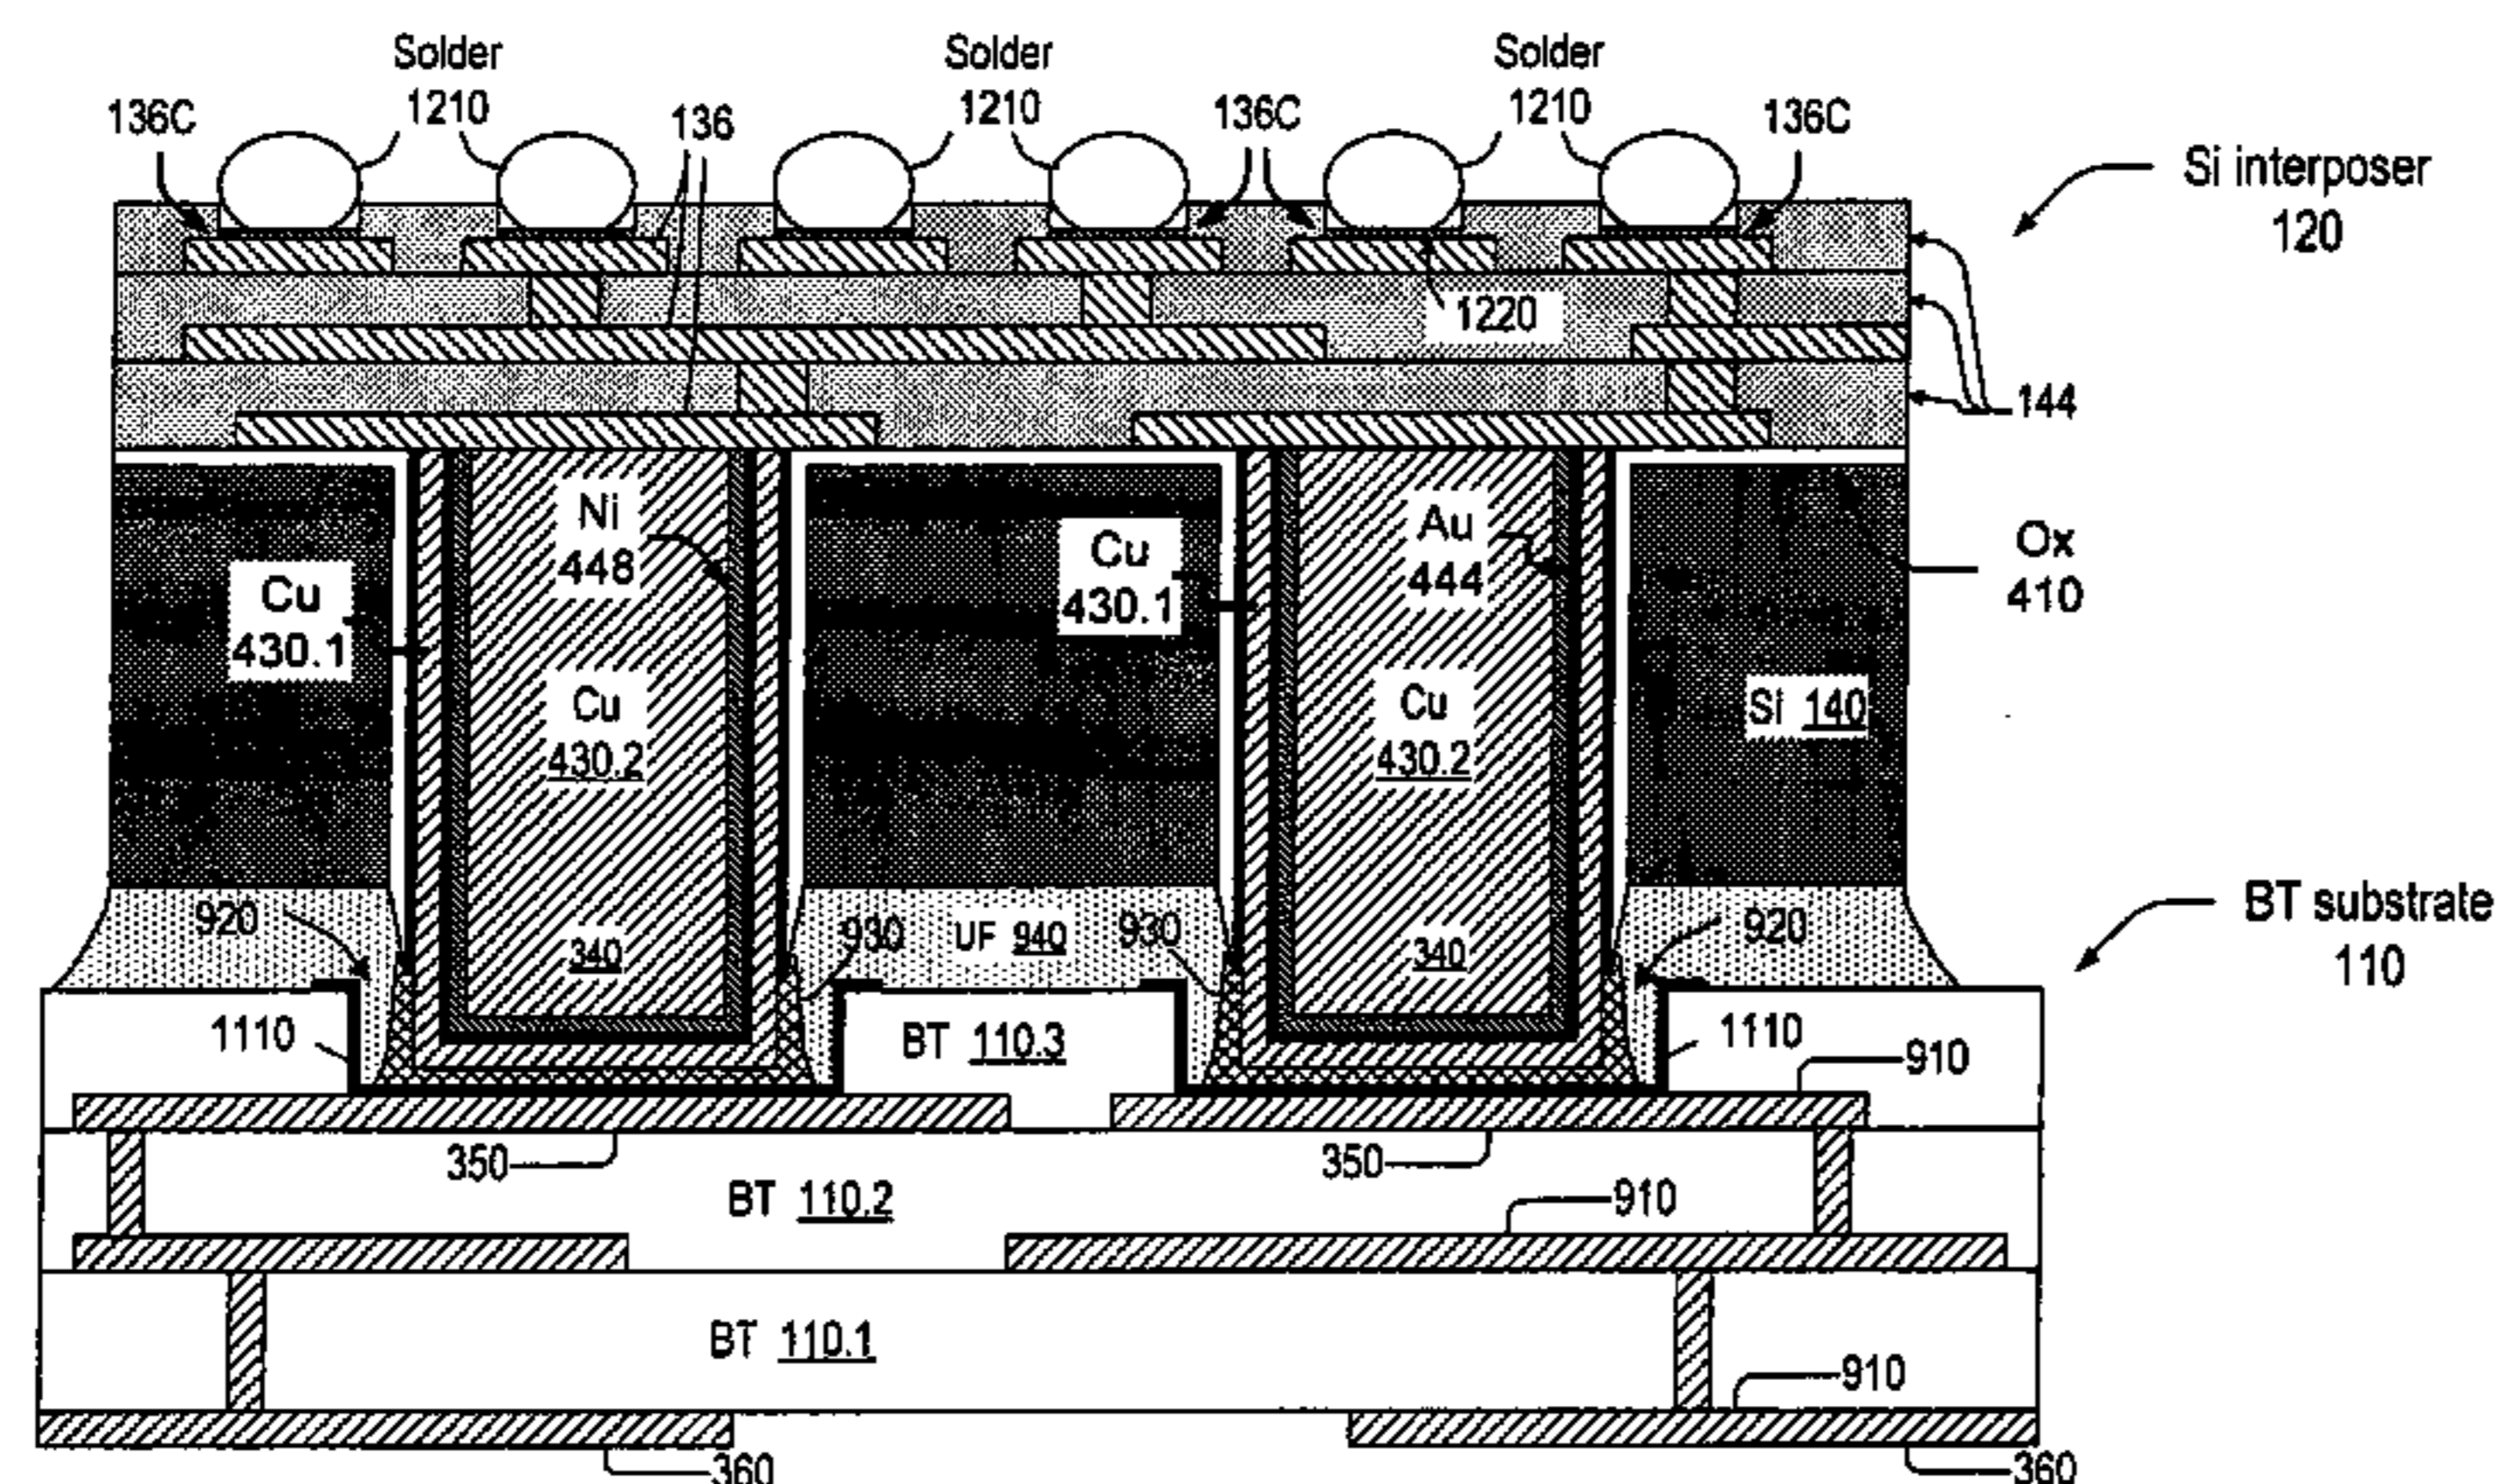 Solder
1210
Solder
1210
Solder
1210
136C
136
136C
136C
Si interposer
120
1220
144
Ni
448
Cu
430.1
Au
444
Ox
410
Cu
430.1
Cu
430.2
Cu
430.2
Si 140
920
930
UF 940
930
920
340
340
BT substrate
110
1110
BT 110.3
1110
910
350
350
BT 110.2
910
BT 110.1
910
360
360